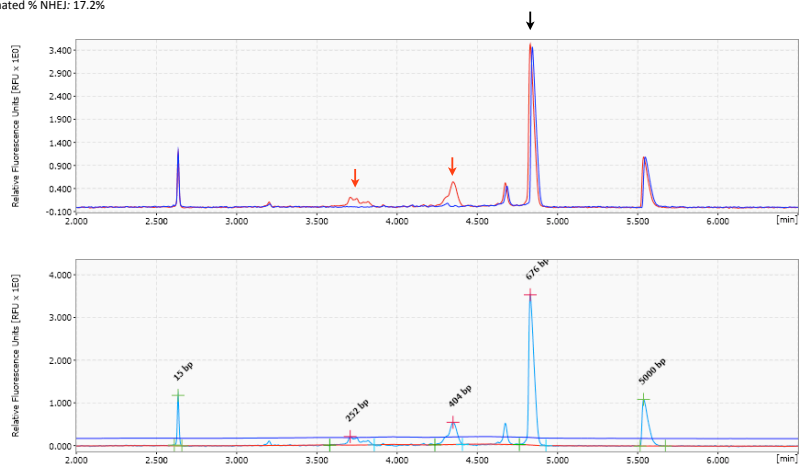 nated % NHEJ: 17.2%
Relative Fluorescence Units [RFU x 1E0]
3.400
2.900
2.400
1.900
1.400
0.900
0.400
-0.100
2.000 2.500 3.000 3.500 4.000 4.500 5.000 5.500 6.000 [min]
Relative Fluorescence Units [RFU x 1E0]
4.000
3.000
2.000
1.000
0.000
15 bp
252 bp
404 bp
676 bp
5000 bp
2.000 2.500 3.000 3.500 4.000 4.500 5.000 5.500 6.000 [min]